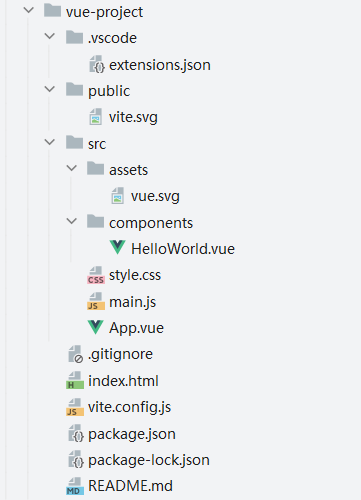 vue-project
.vscode
extensions.json
public
vite.svg
src
assets
vue.svg
components
HelloWorld.vue
CSS style.css
JS main.js
App.vue
.gitignore
H index.html
JS vite.config.js
package.json
package-lock.json
MD README.md